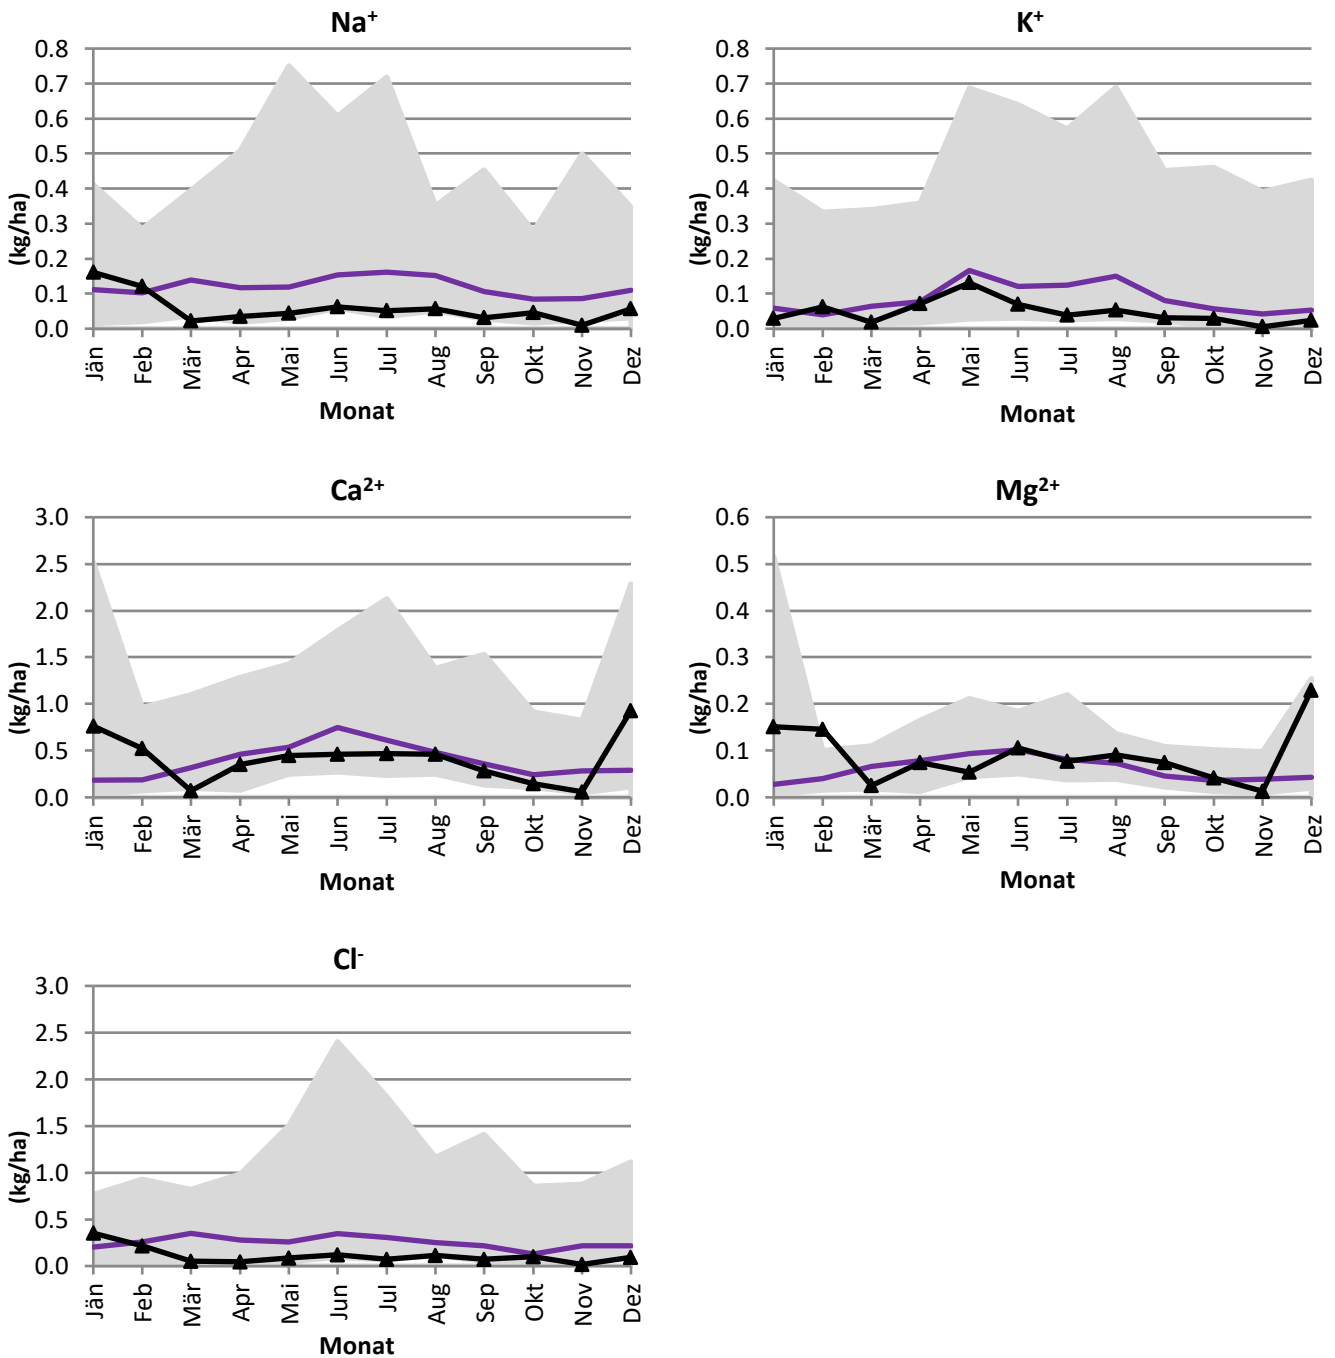 Na⁺
0.8
0.7
0.6
0.5
0.4
0.3
0.2
0.1
0.0
(kg/ha)
Jän Feb Mär Apr Mai Jun Jul Aug Sep Okt Nov Dez
Monat
K⁺
0.8
0.7
0.6
0.5
0.4
0.3
0.2
0.1
0.0
(kg/ha)
Jän Feb Mär Apr Mai Jun Jul Aug Sep Okt Nov Dez
Monat
Ca²⁺
3.0
2.5
2.0
1.5
1.0
0.5
0.0
(kg/ha)
Jän Feb Mär Apr Mai Jun Jul Aug Sep Okt Nov Dez
Monat
Mg²⁺
0.6
0.5
0.4
0.3
0.2
0.1
0.0
(kg/ha)
Jän Feb Mär Apr Mai Jun Jul Aug Sep Okt Nov Dez
Monat
Cl⁻
3.0
2.5
2.0
1.5
1.0
0.5
0.0
(kg/ha)
Jän Feb Mär Apr Mai Jun Jul Aug Sep Okt Nov Dez
Monat